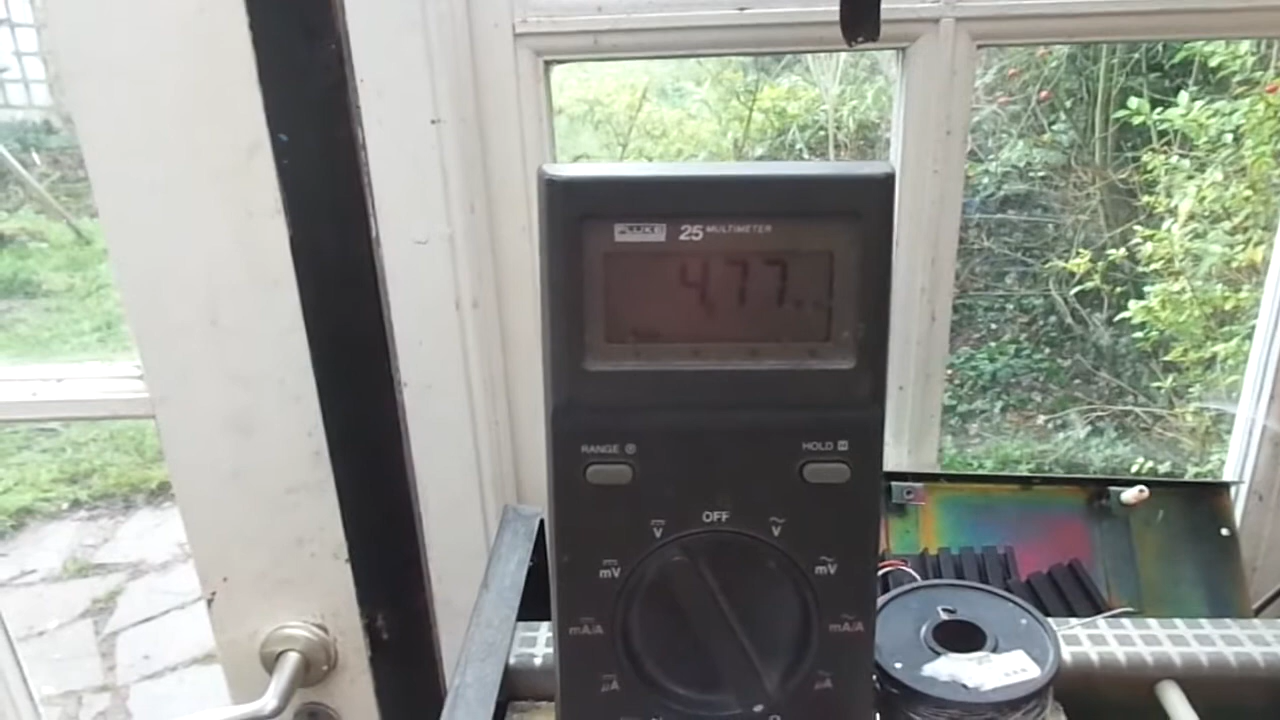 FLUKE 25 MULTIMETER
4.77
RANGE HOLD H
OFF
V V
mV mV
mA/A mA/A
µA µA